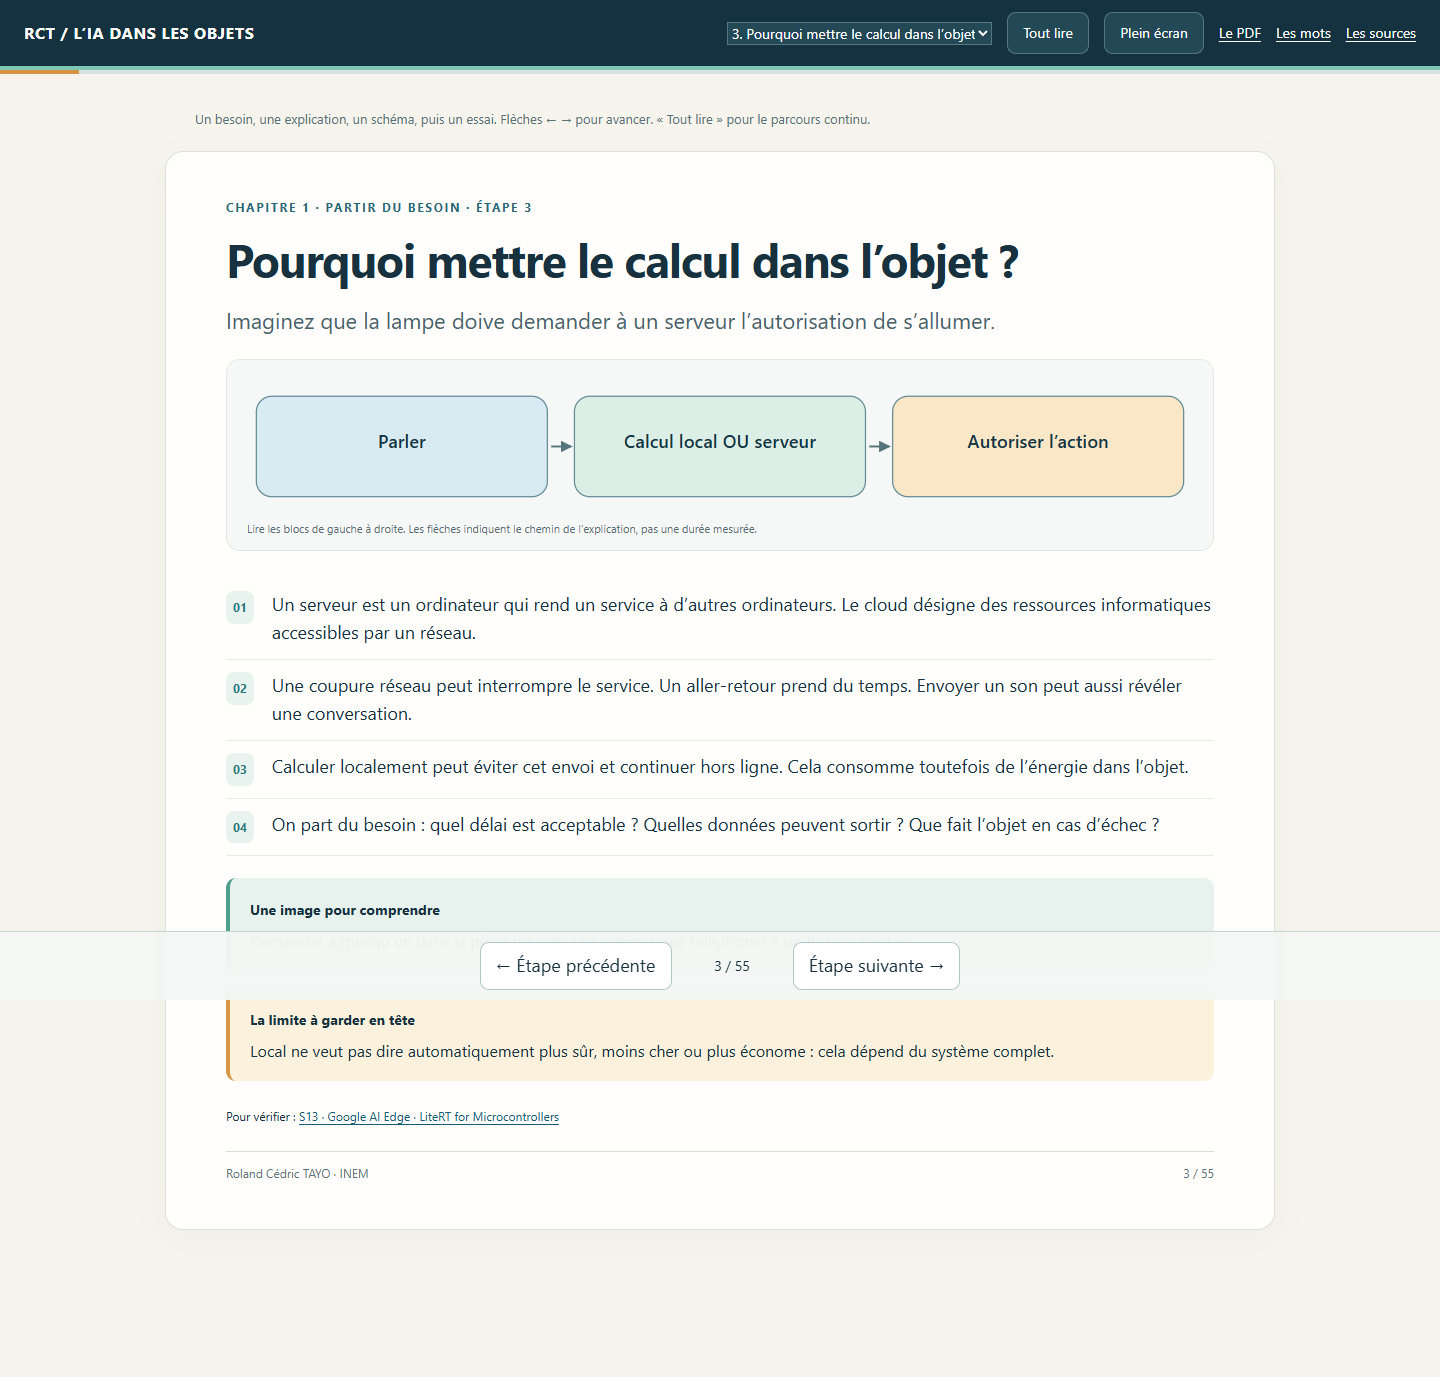 RCT / L’IA DANS LES OBJETS
3. Pourquoi mettre le calcul dans l’objet
Tout lire
Plein écran
Le PDF
Les mots
Les sources
Un besoin, une explication, un schéma, puis un essai. Flèches ← → pour avancer. « Tout lire » pour le parcours continu.
CHAPITRE 1 · PARTIR DU BESOIN · ÉTAPE 3
Pourquoi mettre le calcul dans l’objet ?
Imaginez que la lampe doive demander à un serveur l’autorisation de s’allumer.
Parler
Calcul local OU serveur
Autoriser l’action
Lire les blocs de gauche à droite. Les flèches indiquent le chemin de l’explication, pas une durée mesurée.
01 Un serveur est un ordinateur qui rend un service à d’autres ordinateurs. Le cloud désigne des ressources informatiques
accessibles par un réseau.
02 Une coupure réseau peut interrompre le service. Un aller-retour prend du temps. Envoyer un son peut aussi révéler
une conversation.
03 Calculer localement peut éviter cet envoi et continuer hors ligne. Cela consomme toutefois de l’énergie dans l’objet.
04 On part du besoin : quel délai est acceptable ? Quelles données peuvent sortir ? Que fait l’objet en cas d’échec ?
Une image pour comprendre
Demander à quelqu’un dans la
← Étape précédente
3 / 55
Étape suivante →
La limite à garder en tête
Local ne veut pas dire automatiquement plus sûr, moins cher ou plus économe : cela dépend du système complet.
Pour vérifier : S13 · Google AI Edge · LiteRT for Microcontrollers
Roland Cédric TAYO · INEM
3 / 55